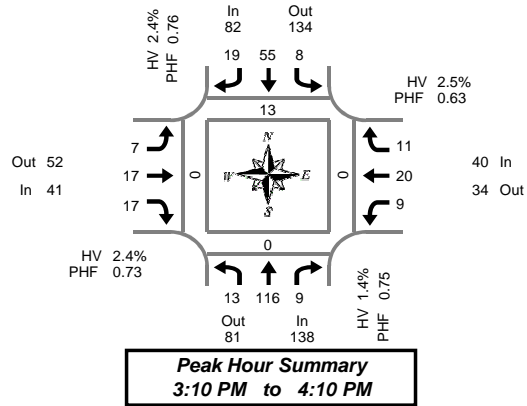 In Out
82 134
HV 2.4%
PHF 0.76
19 55 8
HV 2.5%
PHF 0.63
13
7
11
N
Out 52
17
0
W E
0
20
40 In
In 41
34 Out
17
S
9
HV 2.4%
PHF 0.73
0
HV 1.4%
PHF 0.75
13 116 9
Out In
81 138
Peak Hour Summary
3:10 PM to 4:10 PM